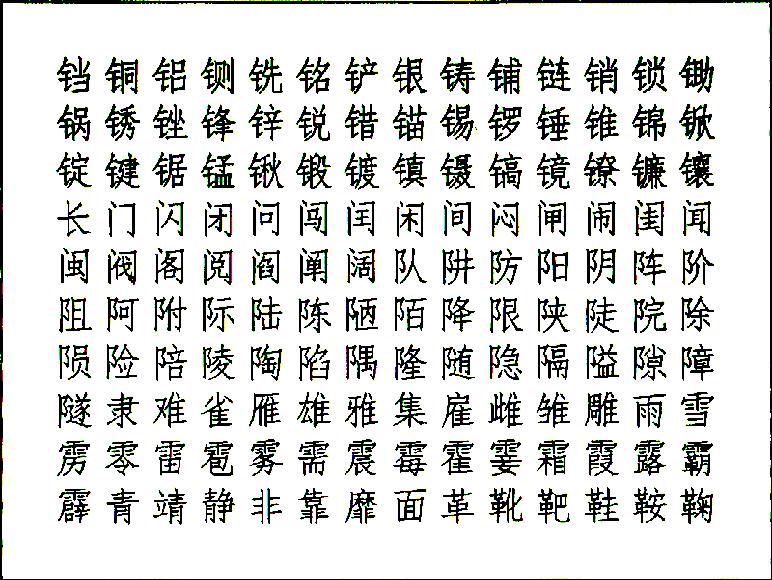 铛 铜 铝 铡 铣 铭 铲 银 铸 铺 链 销 锁 锄
锅 锈 锉 锋 锌 锐 错 锚 锡 锣 锤 锥 锦 锨
锭 键 锯 锰 锹 锻 镀 镇 镊 镐 镜 镣 镰 镶
长 门 闪 闭 问 闯 闰 闲 间 闷 闸 闹 闺 闻
闽 阀 阁 阅 阎 阐 阔 队 阱 防 阳 阴 阵 阶
阻 阿 附 际 陆 陈 陋 陌 降 限 陕 陡 院 除
陨 险 陪 陵 陶 陷 隅 隆 随 隐 隔 隘 隙 障
隧 隶 难 雀 雁 雄 雅 集 雇 雌 雏 雕 雨 雪
雳 零 雷 雹 雾 需 震 霉 霍 霎 霜 霞 露 霸
霹 青 靖 静 非 靠 靡 面 革 靴 靶 鞋 鞍 鞠